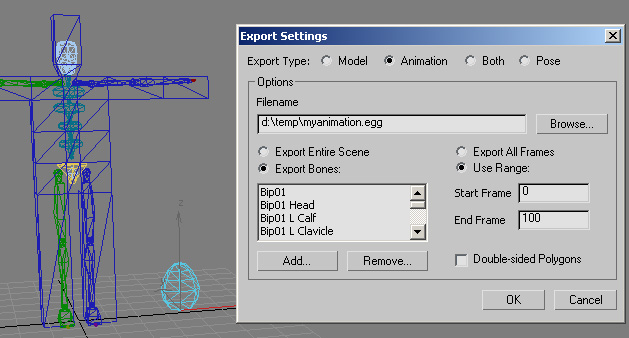 Export Settings
Export Type: Model Animation Both Pose
Options
Filename
d:\temp\myanimation.egg Browse...
Export Entire Scene Export All Frames
Export Bones: Use Range:
Bip01 Start Frame 0
Bip01 Head
Bip01 L Calf End Frame 100
Bip01 L Clavicle
Add... Remove... Double-sided Polygons
OK Cancel
Z